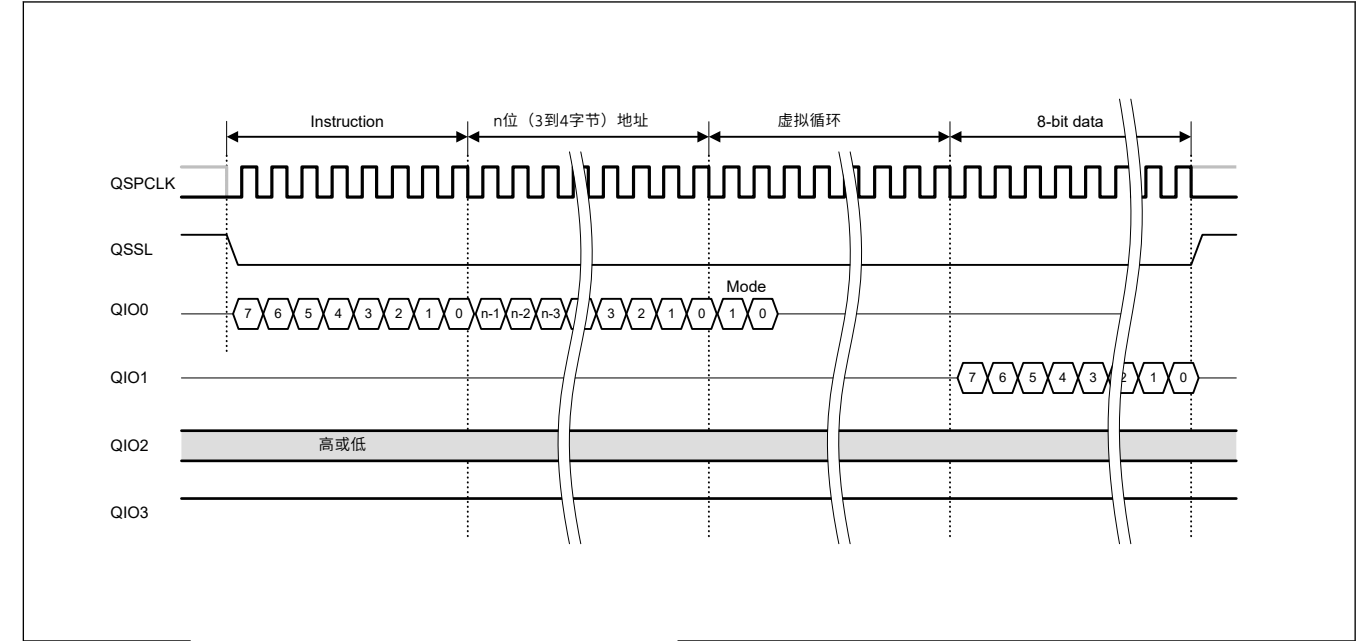 Instruction n位（3到4字节）地址 虚拟循环 8-bit data
QSPCLK
QSSL
Mode
QIO0 7 6 5 4 3 2 1 0 n-1 n-2 n-3 3 2 1 0 1 0
QIO1 7 6 5 4 3 2 1 0
QIO2 高或低
QIO3